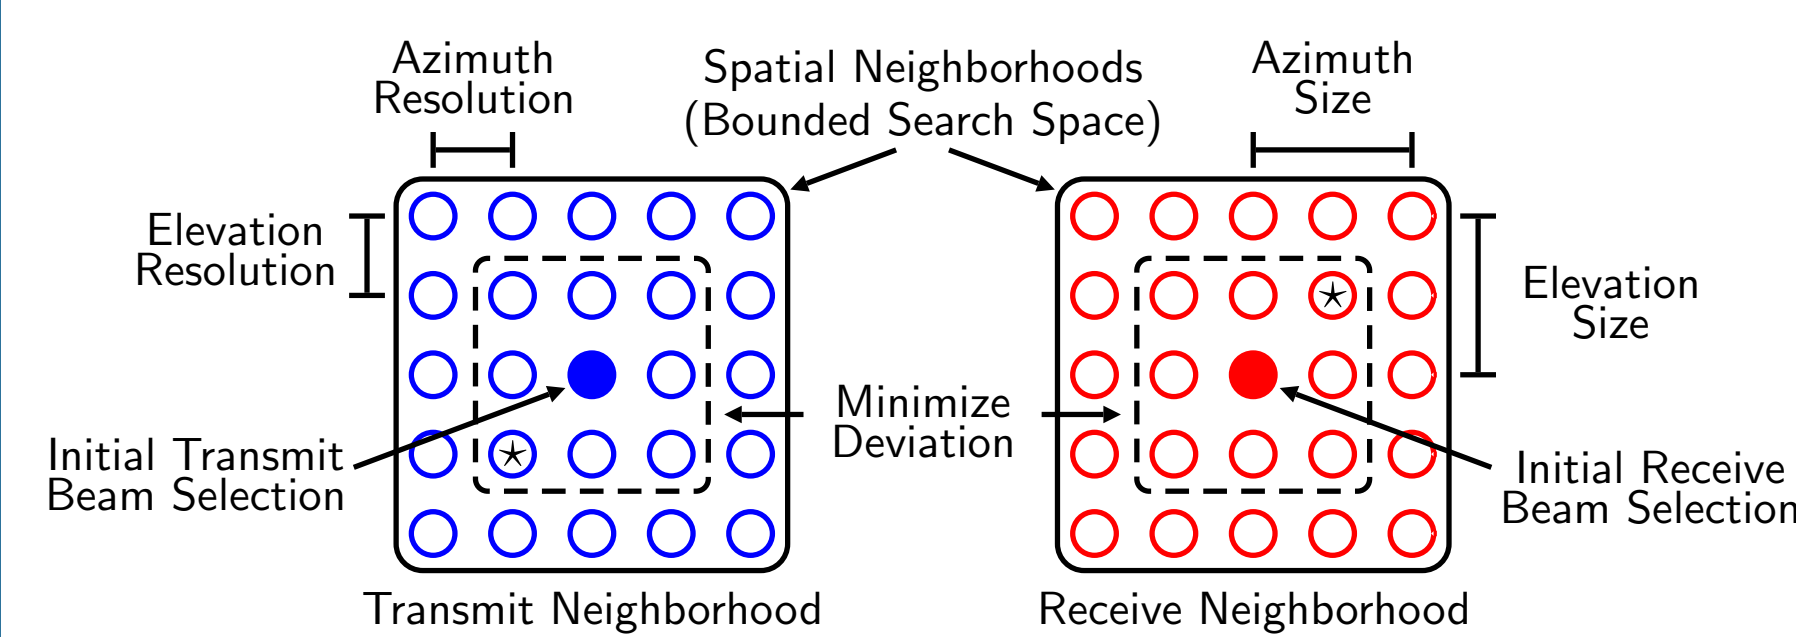 Azimuth
Resolution
Spatial Neighborhoods
(Bounded Search Space)
Azimuth
Size
Elevation
Resolution
Elevation
Size
Minimize
Deviation
Initial Transmit
Beam Selection
Initial Receive
Beam Selection
Transmit Neighborhood
Receive Neighborhood